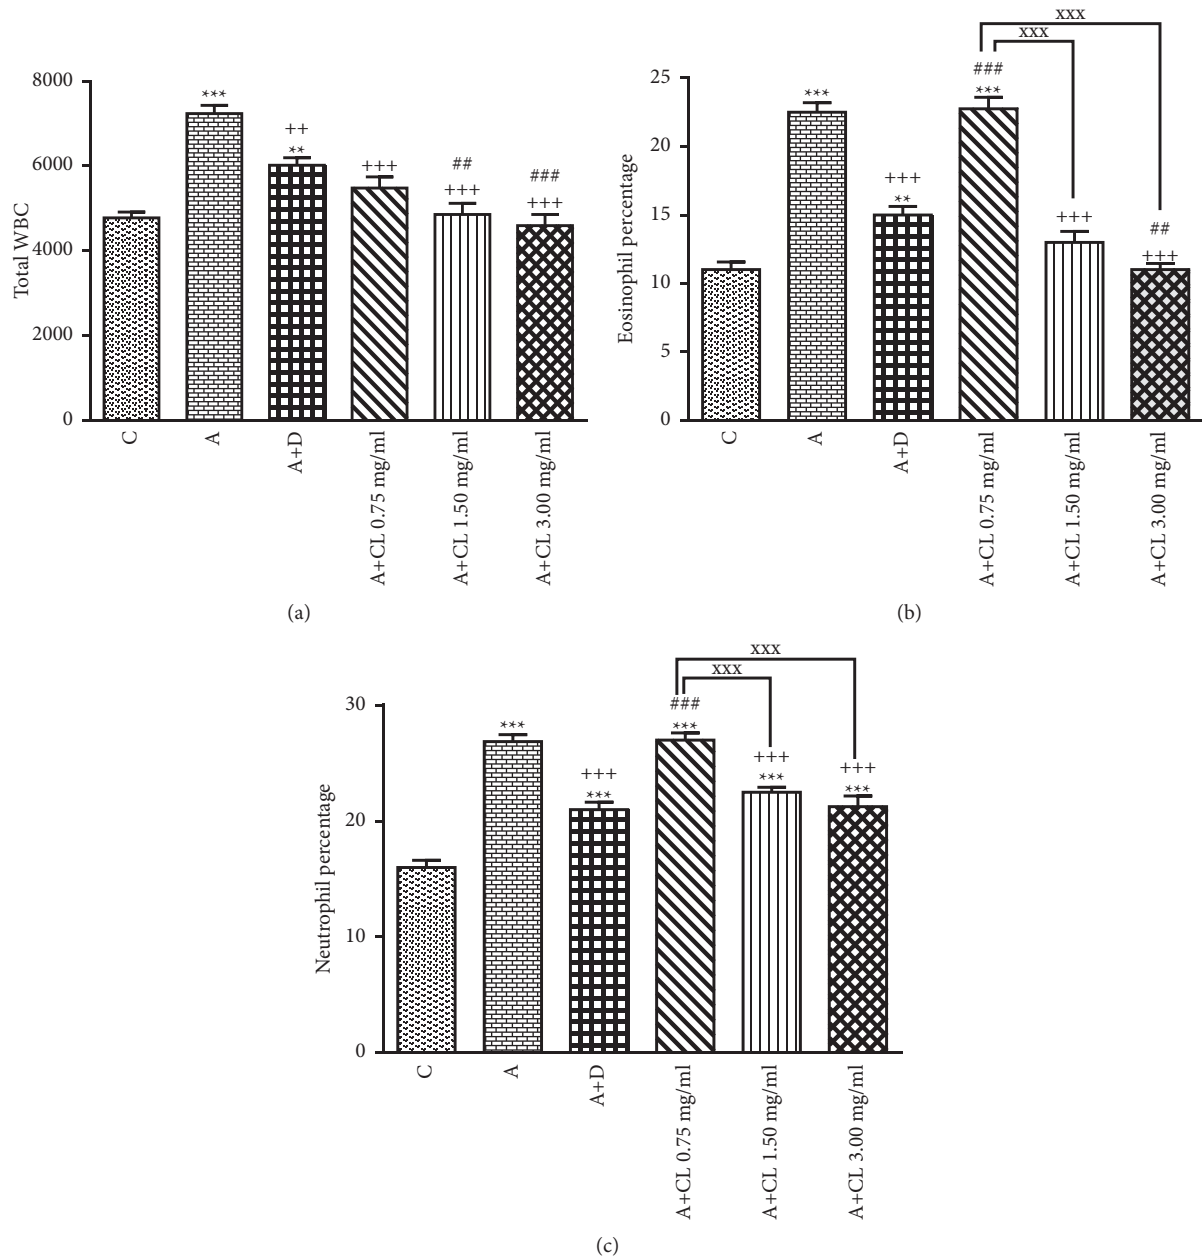 Total WBC
8000
6000
4000
2000
0
***
++
**
+++
##
+++
###
+++
C
A
A+D
A+CL 0.75 mg/ml
A+CL 1.50 mg/ml
A+CL 3.00 mg/ml
(a)
Eosinophil percentage
25
20
15
10
5
0
xxx
xxx
***
+++
**
###
***
+++
##
+++
C
A
A+D
A+CL 0.75 mg/ml
A+CL 1.50 mg/ml
A+CL 3.00 mg/ml
(b)
Neutrophil percentage
30
20
10
0
xxx
xxx
***
+++
***
###
***
+++
***
+++
***
C
A
A+D
A+CL 0.75 mg/ml
A+CL 1.50 mg/ml
A+CL 3.00 mg/ml
(c)